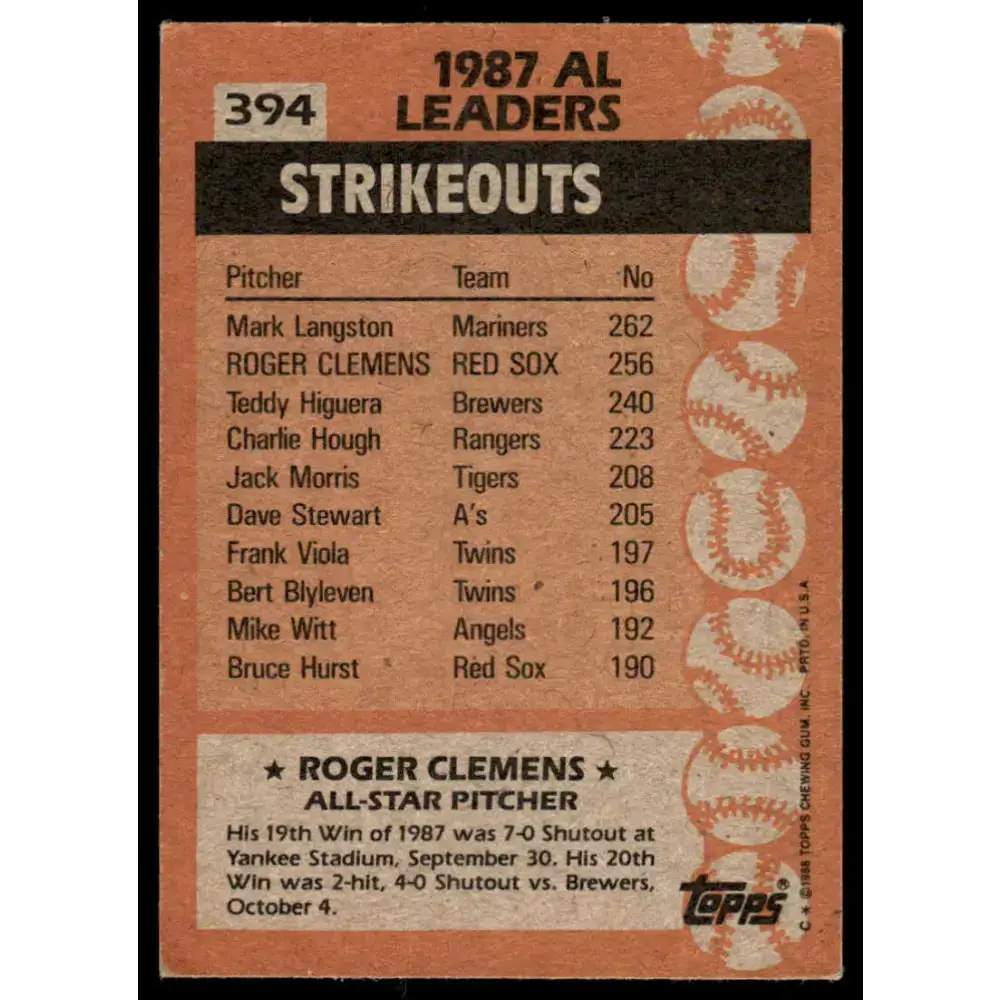 1987 AL
LEADERS
394
STRIKEOUTS
Pitcher Team No
Mark Langston Mariners 262
ROGER CLEMENS RED SOX 256
Teddy Higuera Brewers 240
Charlie Hough Rangers 223
Jack Morris Tigers 208
Dave Stewart A's 205
Frank Viola Twins 197
Bert Blyleven Twins 196
Mike Witt Angels 192
Bruce Hurst Red Sox 190
★ ROGER CLEMENS ★
ALL-STAR PITCHER
His 19th Win of 1987 was 7-0 Shutout at
Yankee Stadium, September 30. His 20th
Win was 2-hit, 4-0 Shutout vs. Brewers,
October 4.
topps®
C ★ ©1988 TOPPS CHEWING GUM, INC. PRTD. IN U.S.A